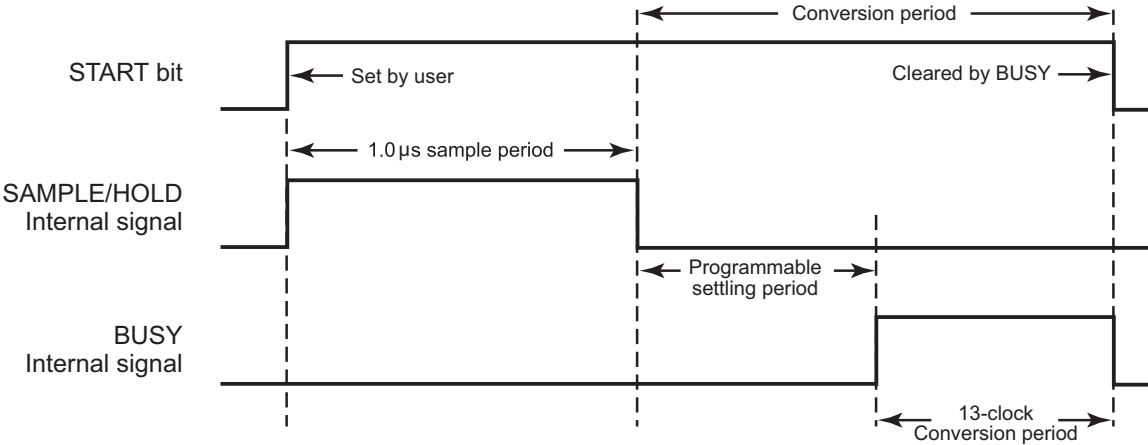 Conversion period
START bit
Set by user
Cleared by BUSY
1.0 µs sample period
SAMPLE/HOLD
Internal signal
Programmable
settling period
BUSY
Internal signal
13-clock
Conversion period